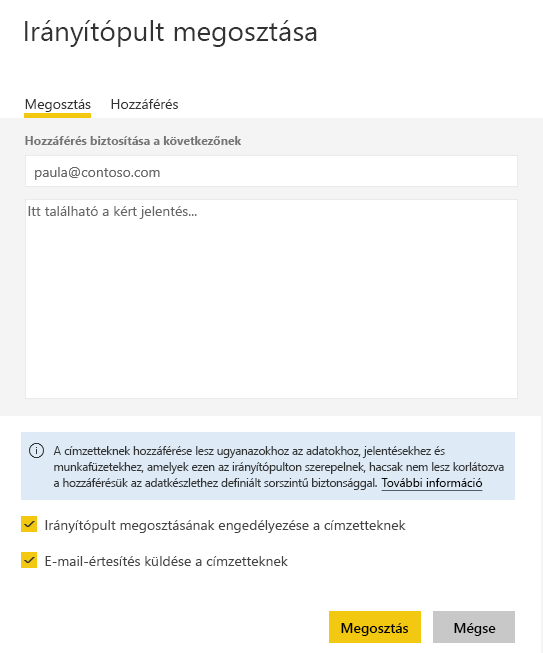 Irányítópult megosztása
Megosztás Hozzáférés
Hozzáférés biztosítása a következőnek
paula@contoso.com
Itt található a kért jelentés...
A címzetteknek hozzáférése lesz ugyanazokhoz az adatokhoz, jelentésekhez és
munkafüzetekhez, amelyek ezen az irányítópulton szerepelnek, hacsak nem lesz korlátozva
a hozzáférésük az adatkészlethez definiált sorszintű biztonsággal. További információ
Irányítópult megosztásának engedélyezése a címzetteknek
E-mail-értesítés küldése a címzetteknek
Megosztás Mégse